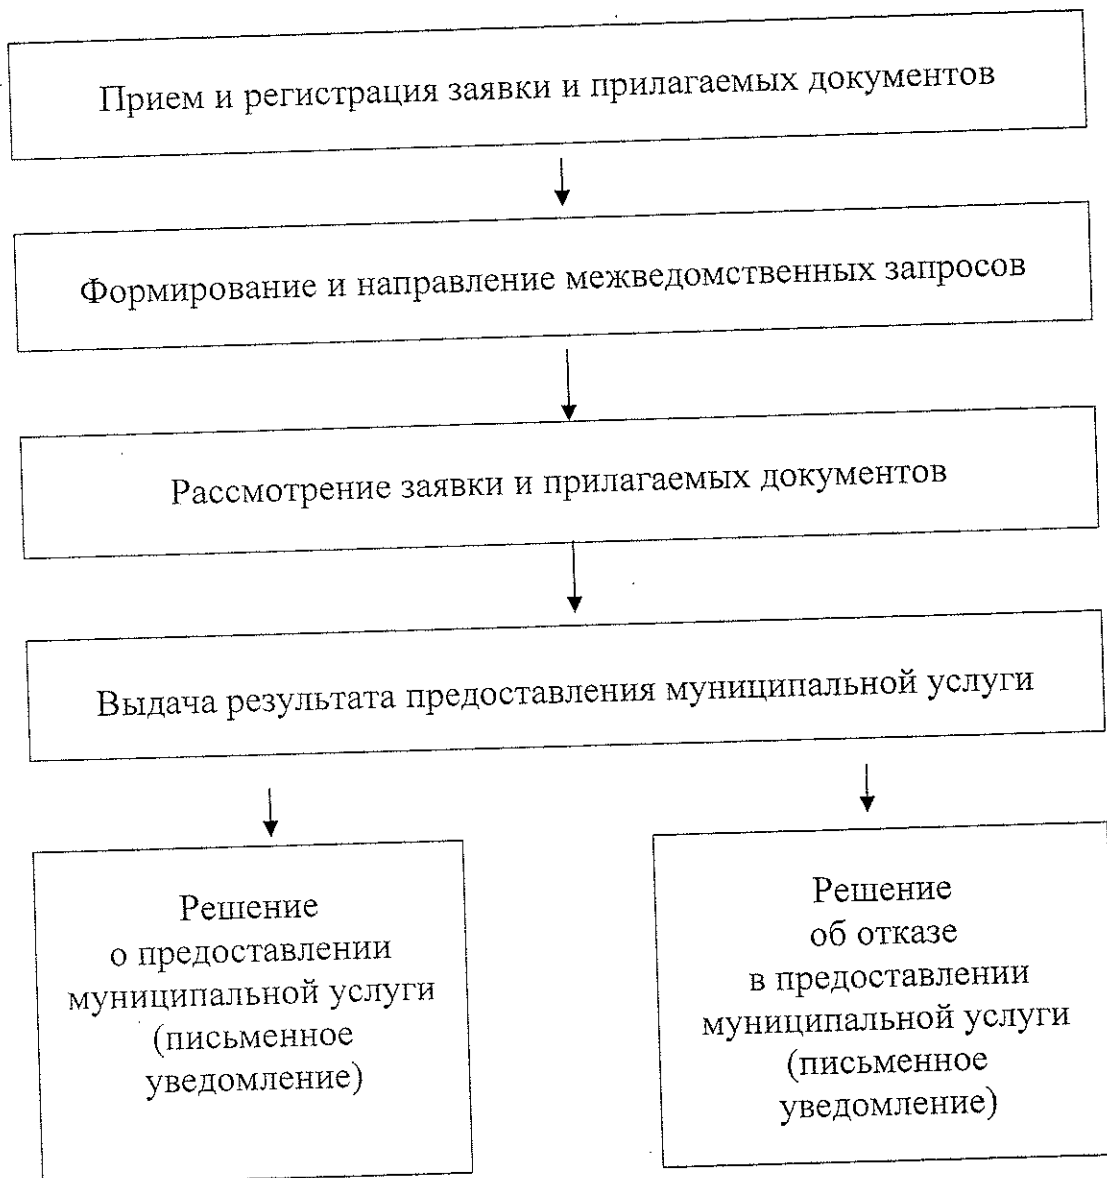 Прием и регистрация заявки и прилагаемых документов
Формирование и направление межведомственных запросов
Рассмотрение заявки и прилагаемых документов
Выдача результата предоставления муниципальной услуги
Решение
о предоставлении
муниципальной услуги
(письменное
уведомление)
Решение
об отказе
в предоставлении
муниципальной услуги
(письменное
уведомление)